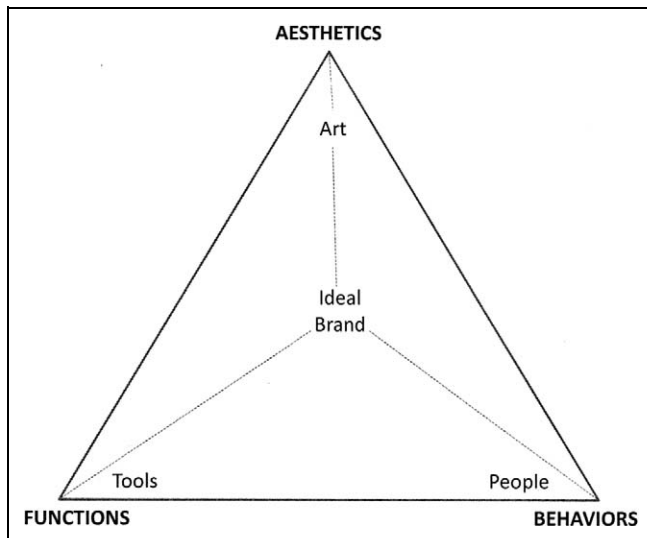 AESTHETICS
Art
Ideal
Brand
Tools
People
FUNCTIONS
BEHAVIORS